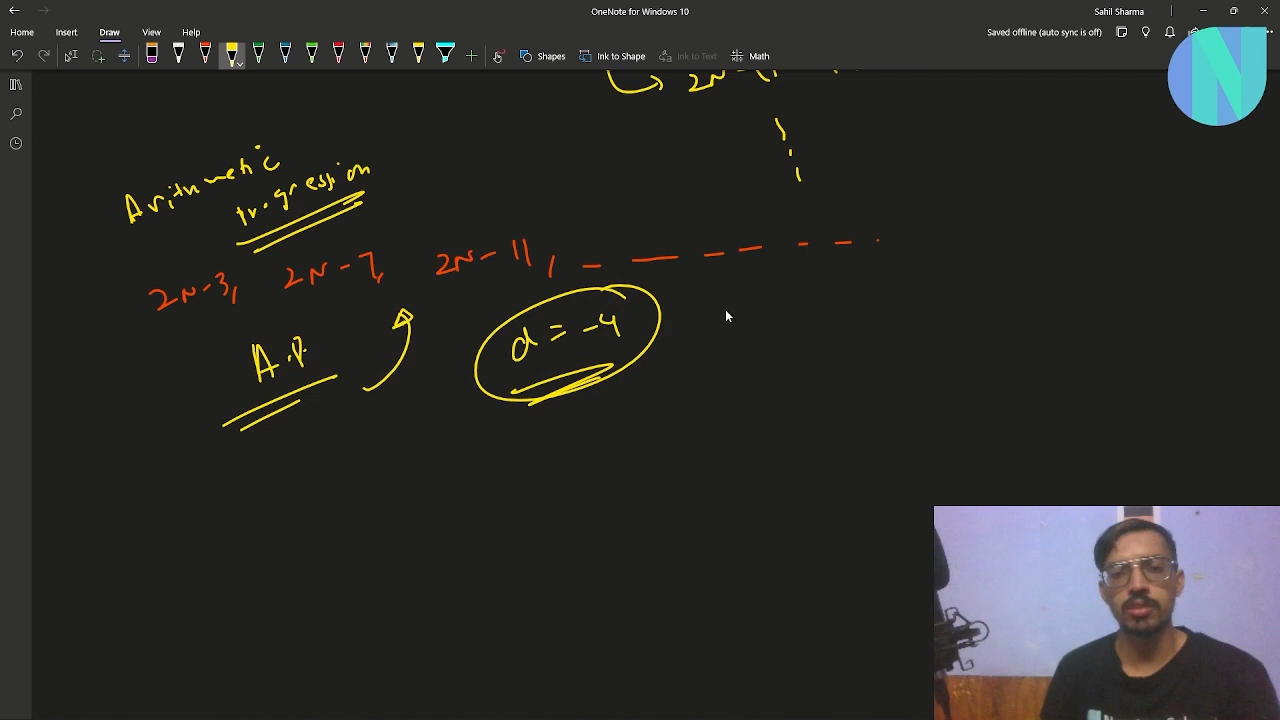 OneNote for Windows 10
Sahil Sharma
Home Insert Draw View Help
Saved offline (auto sync is off)
Shapes Ink to Shape Ink to Text Math
Arithmetic
Progression
2N-3, 2N-7, 2N-11, _ _ _ _ _ _
A.P.
d = -4